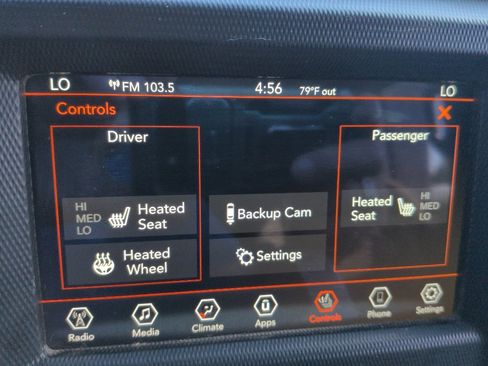 LO FM 103.5 4:56 79°F out LO
Controls
Driver
Passenger
HI
MED
LO
Heated
Seat
Backup Cam
Heated
Seat
HI
MED
LO
Heated
Wheel
Settings
Radio Media Climate Apps Controls Phone Settings